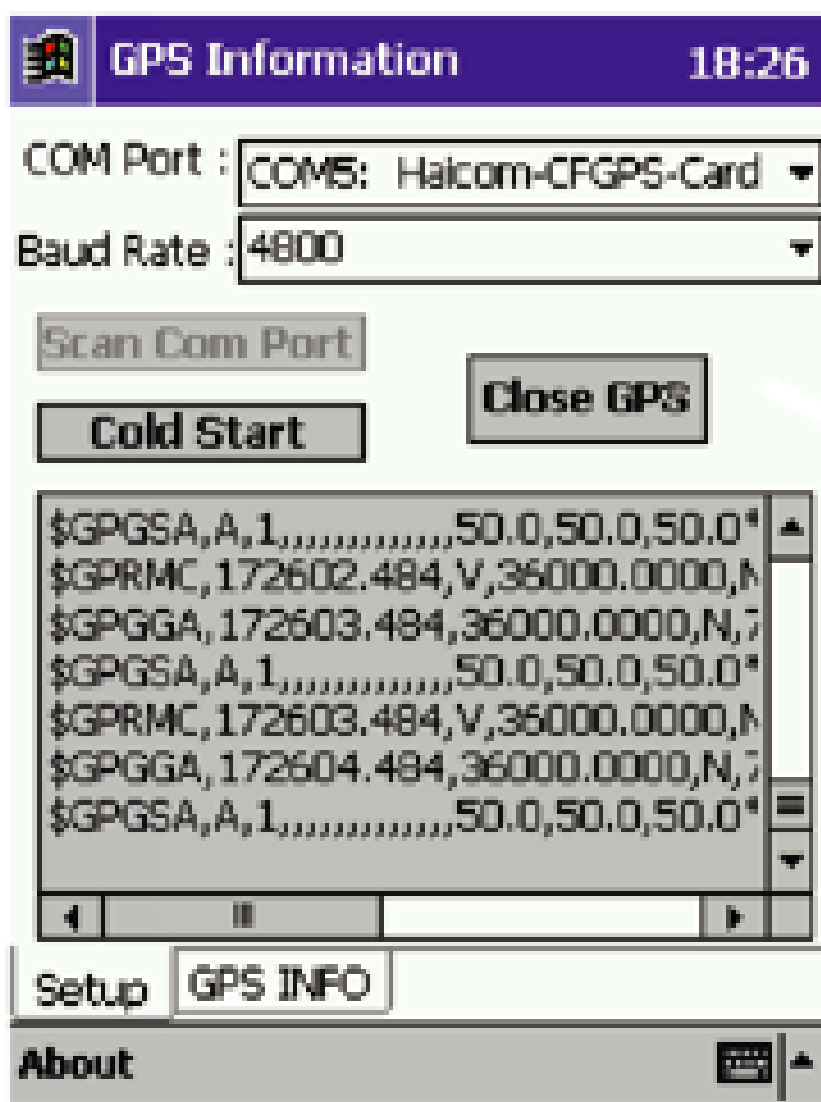 GPS Information 18:26
COM Port : COM5: Haicom-CFGPS-Card
Baud Rate : 4800
Scan Com Port
Close GPS
Cold Start
$GPGSA,A,1,,,,,,,,,,,,,50.0,50.0,50.0*
$GPRMC,172602.484,V,36000.0000,N
$GPGGA,172603.484,36000.0000,N,7
$GPGSA,A,1,,,,,,,,,,,,,50.0,50.0,50.0*
$GPRMC,172603.484,V,36000.0000,N
$GPGGA,172604.484,36000.0000,N,7
$GPGSA,A,1,,,,,,,,,,,,,50.0,50.0,50.0*
Setup GPS INFO
About